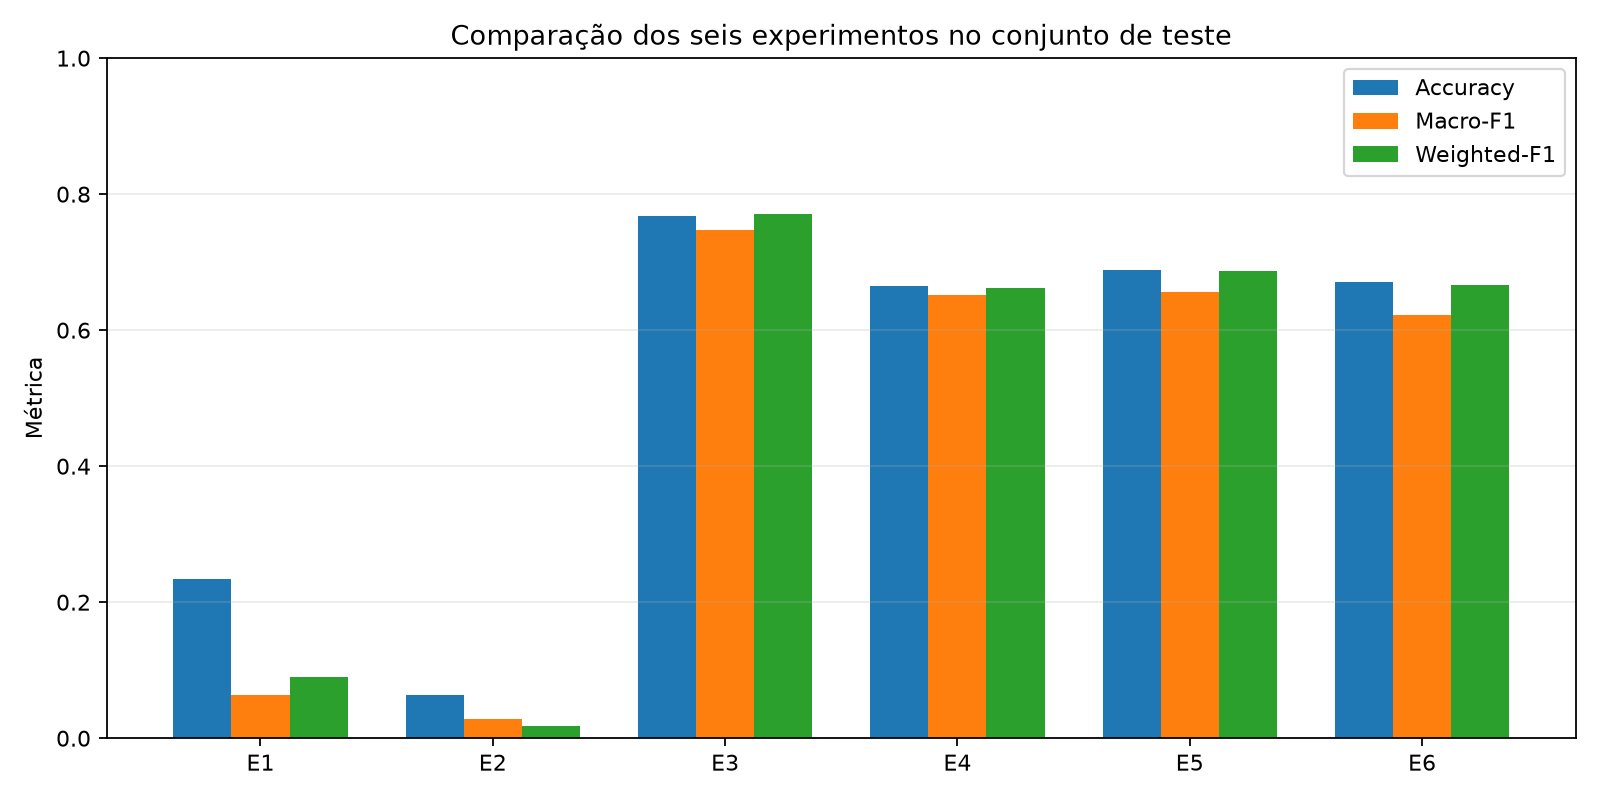 Comparação dos seis experimentos no conjunto de teste
1.0
0.8
0.6
0.4
0.2
0.0
Métrica
Accuracy
Macro-F1
Weighted-F1
E1 E2 E3 E4 E5 E6